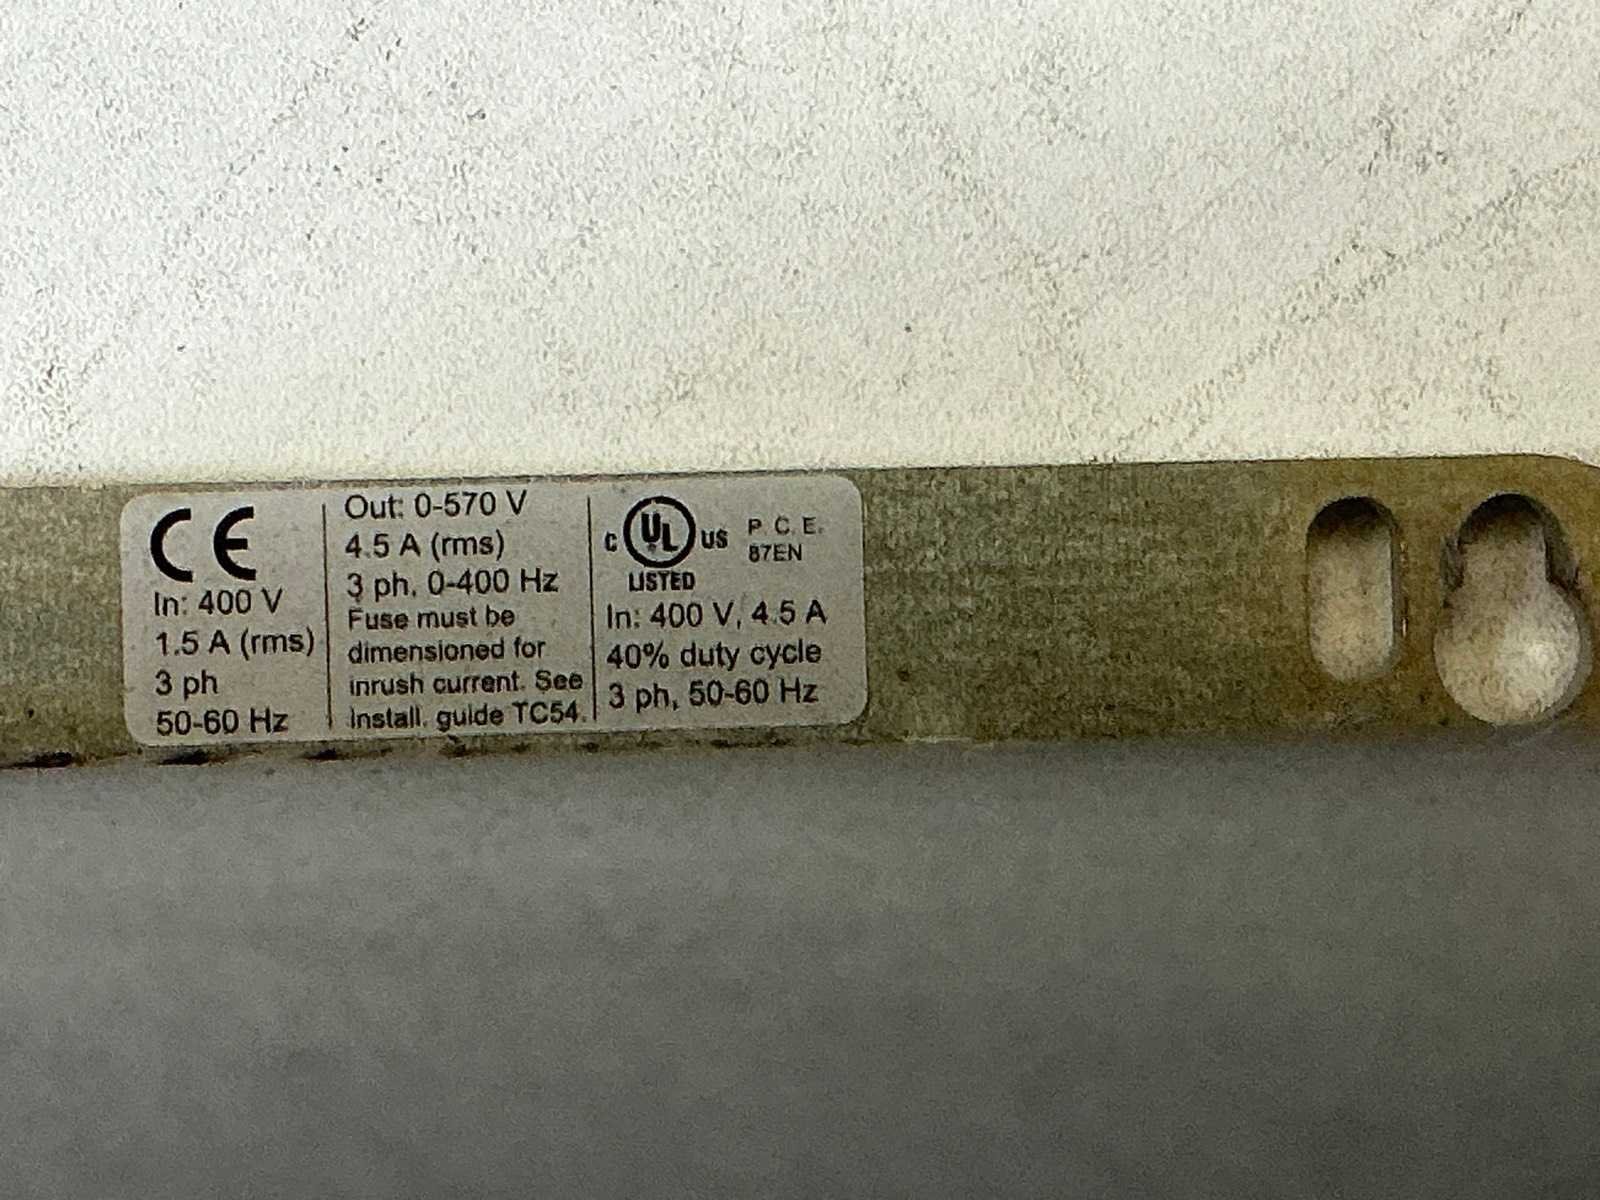 CE
In: 400 V
1.5 A (rms)
3 ph
50-60 Hz
Out: 0-570 V
4.5 A (rms)
3 ph, 0-400 Hz
Fuse must be
dimensioned for
inrush current. See
Install. guide TC54.
C UL US
LISTED
P. C. E.
87EN
In: 400 V, 4.5 A
40% duty cycle
3 ph, 50-60 Hz